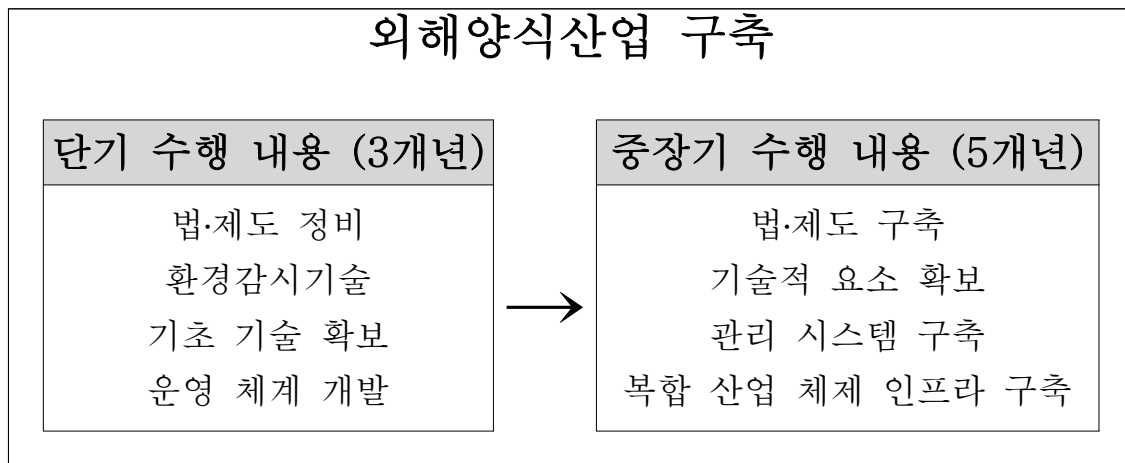 외해양식산업 구축
단기 수행 내용 (3개년)
법·제도 정비
환경감시기술
기초 기술 확보
운영 체계 개발
중장기 수행 내용 (5개년)
법·제도 구축
기술적 요소 확보
관리 시스템 구축
복합 산업 체제 인프라 구축